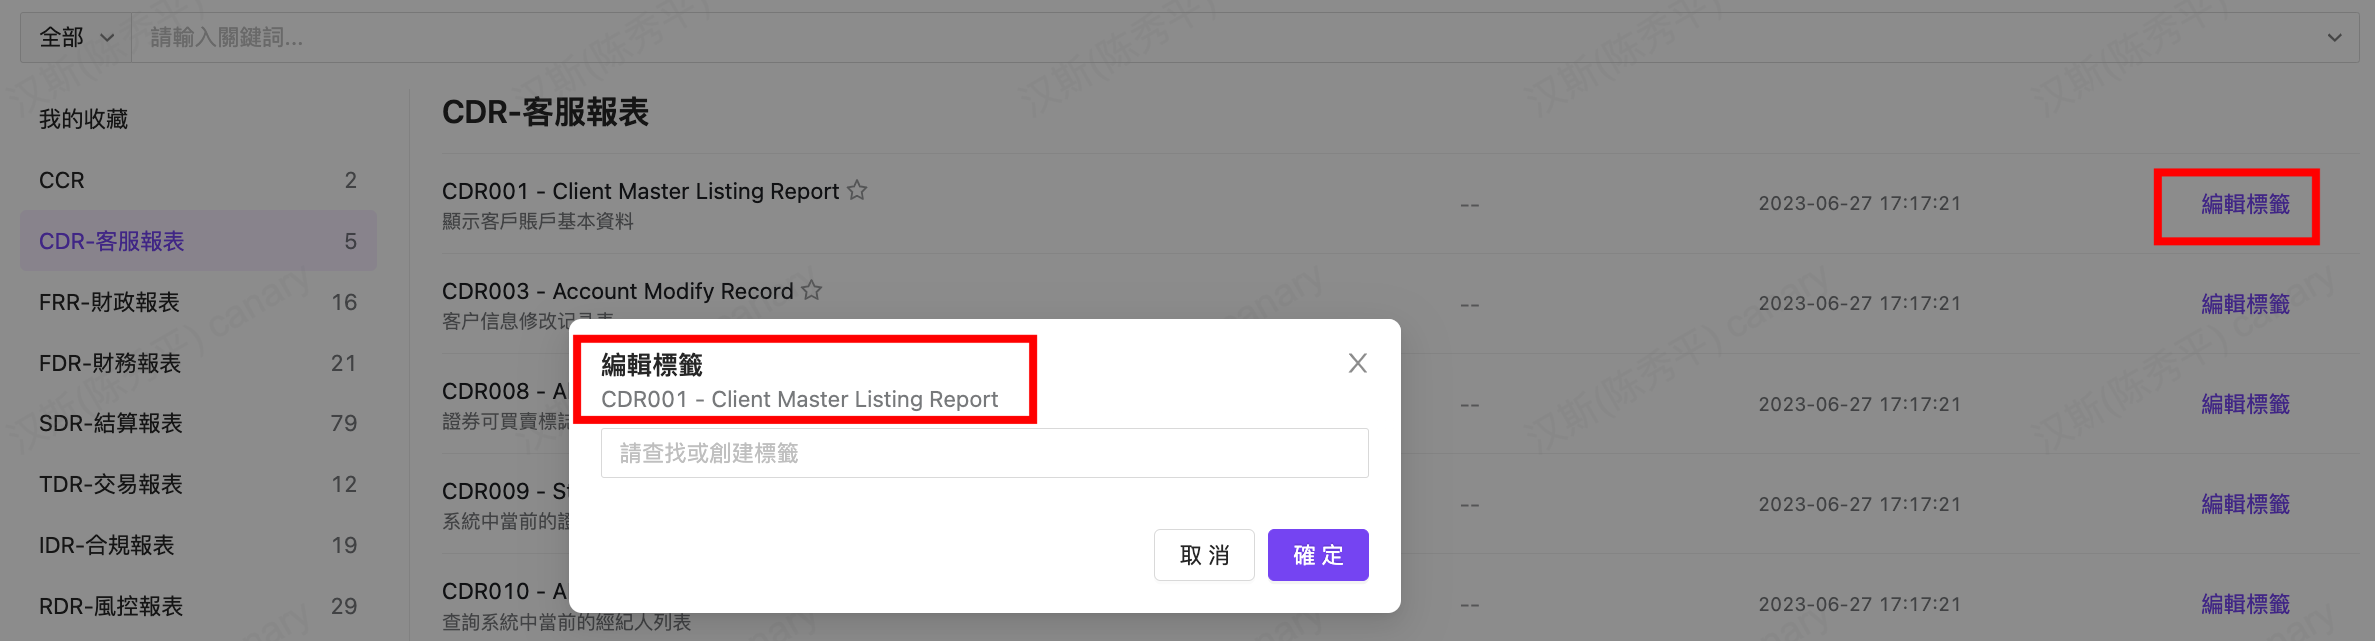 全部
請輸入關鍵詞...
我的收藏
CCR 2
CDR-客服報表 5
FRR-財政報表 16
FDR-財務報表 21
SDR-結算報表 79
TDR-交易報表 12
IDR-合規報表 19
RDR-風控報表 29
CDR-客服報表
CDR001 - Client Master Listing Report
顯示客戶賬戶基本資料
-- 2023-06-27 17:17:21 編輯標籤
CDR003 - Account Modify Record
客户信息修改记录表
-- 2023-06-27 17:17:21 編輯標籤
CDR008 - A
證券可買賣標誌
-- 2023-06-27 17:17:21 編輯標籤
CDR009 - S
系統中當前的證
-- 2023-06-27 17:17:21 編輯標籤
CDR010 - A
查詢系統中當前的經紀人列表
-- 2023-06-27 17:17:21 編輯標籤
編輯標籤
CDR001 - Client Master Listing Report
請查找或創建標籤
取 消
確 定
汉斯(陈秀平) canary